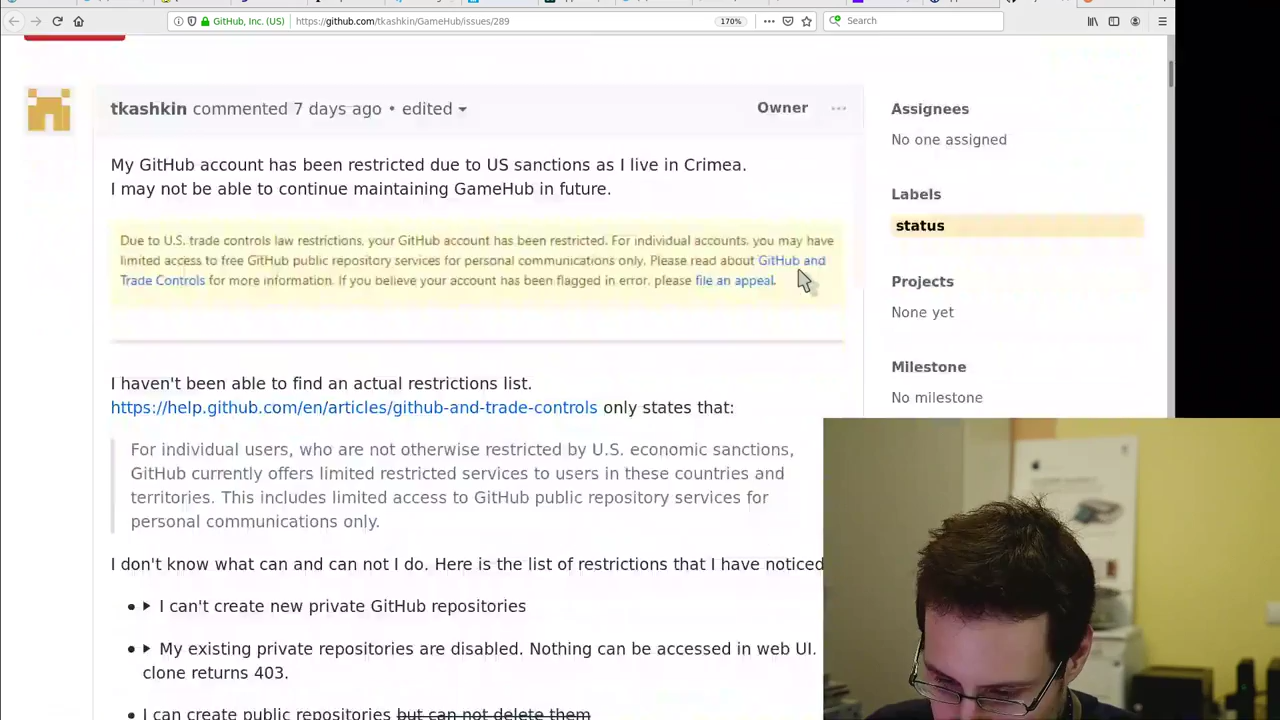 GitHub, Inc. (US)
https://github.com/tkashkin/GameHub/issues/289
170%
Search
tkashkin commented 7 days ago • edited
Owner
My GitHub account has been restricted due to US sanctions as I live in Crimea.
I may not be able to continue maintaining GameHub in future.
Due to U.S. trade controls law restrictions, your GitHub account has been restricted. For individual accounts, you may have
limited access to free GitHub public repository services for personal communications only. Please read about GitHub and
Trade Controls for more information. If you believe your account has been flagged in error, please file an appeal.
I haven't been able to find an actual restrictions list.
https://help.github.com/en/articles/github-and-trade-controls only states that:
For individual users, who are not otherwise restricted by U.S. economic sanctions,
GitHub currently offers limited restricted services to users in these countries and
territories. This includes limited access to GitHub public repository services for
personal communications only.
I don't know what can and can not I do. Here is the list of restrictions that I have noticed
• I can't create new private GitHub repositories
• My existing private repositories are disabled. Nothing can be accessed in web UI.
clone returns 403.
• I can create public repositories but can not delete them
Assignees
No one assigned
Labels
status
Projects
None yet
Milestone
No milestone